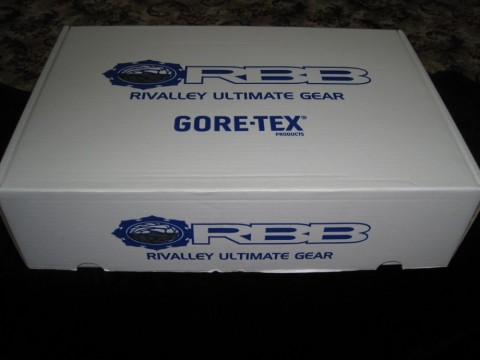 RBB
RIVALLEY ULTIMATE GEAR
GORE-TEX®
PRODUCTS
RBB
RIVALLEY ULTIMATE GEAR